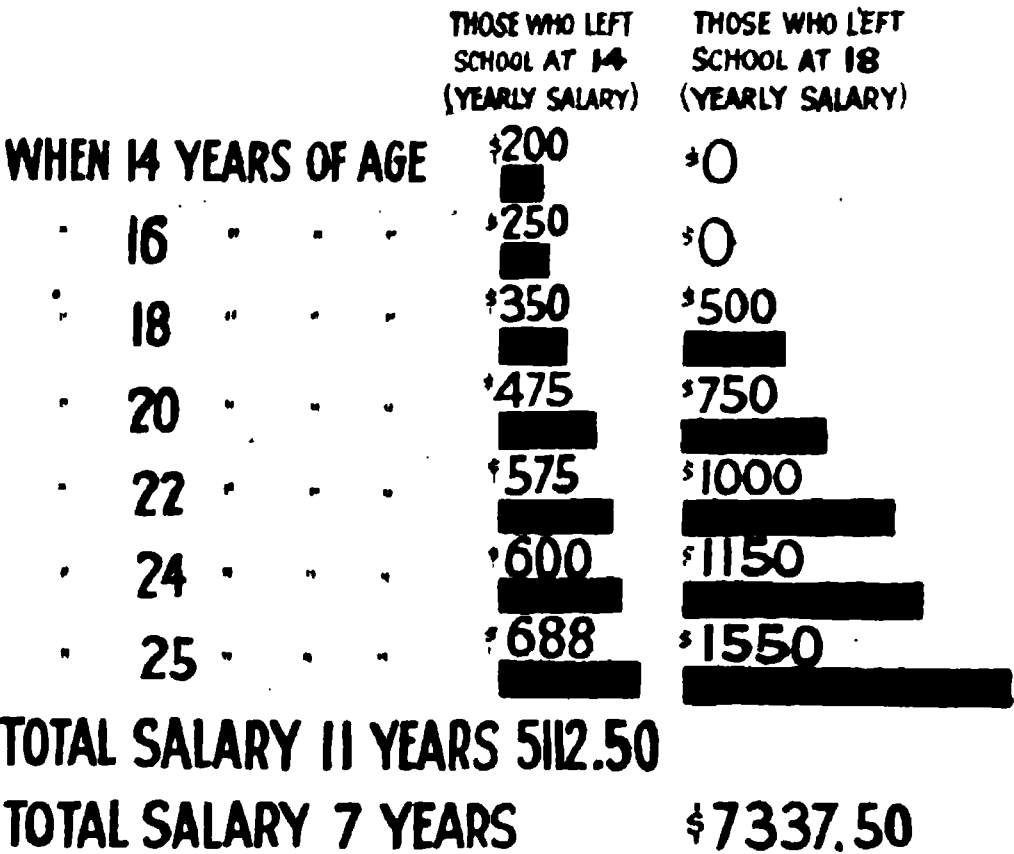 THOSE WHO LEFT THOSE WHO LEFT
SCHOOL AT 14 SCHOOL AT 18
(YEARLY SALARY) (YEARLY SALARY)
WHEN 14 YEARS OF AGE $200 $0
" 16 " " " $250 $0
" 18 " " " $350 $500
" 20 " " " $475 $750
" 22 " " " $575 $1000
" 24 " " " $600 $1150
" 25 " " " $688 $1550
TOTAL SALARY 11 YEARS 5112.50
TOTAL SALARY 7 YEARS $7337.50